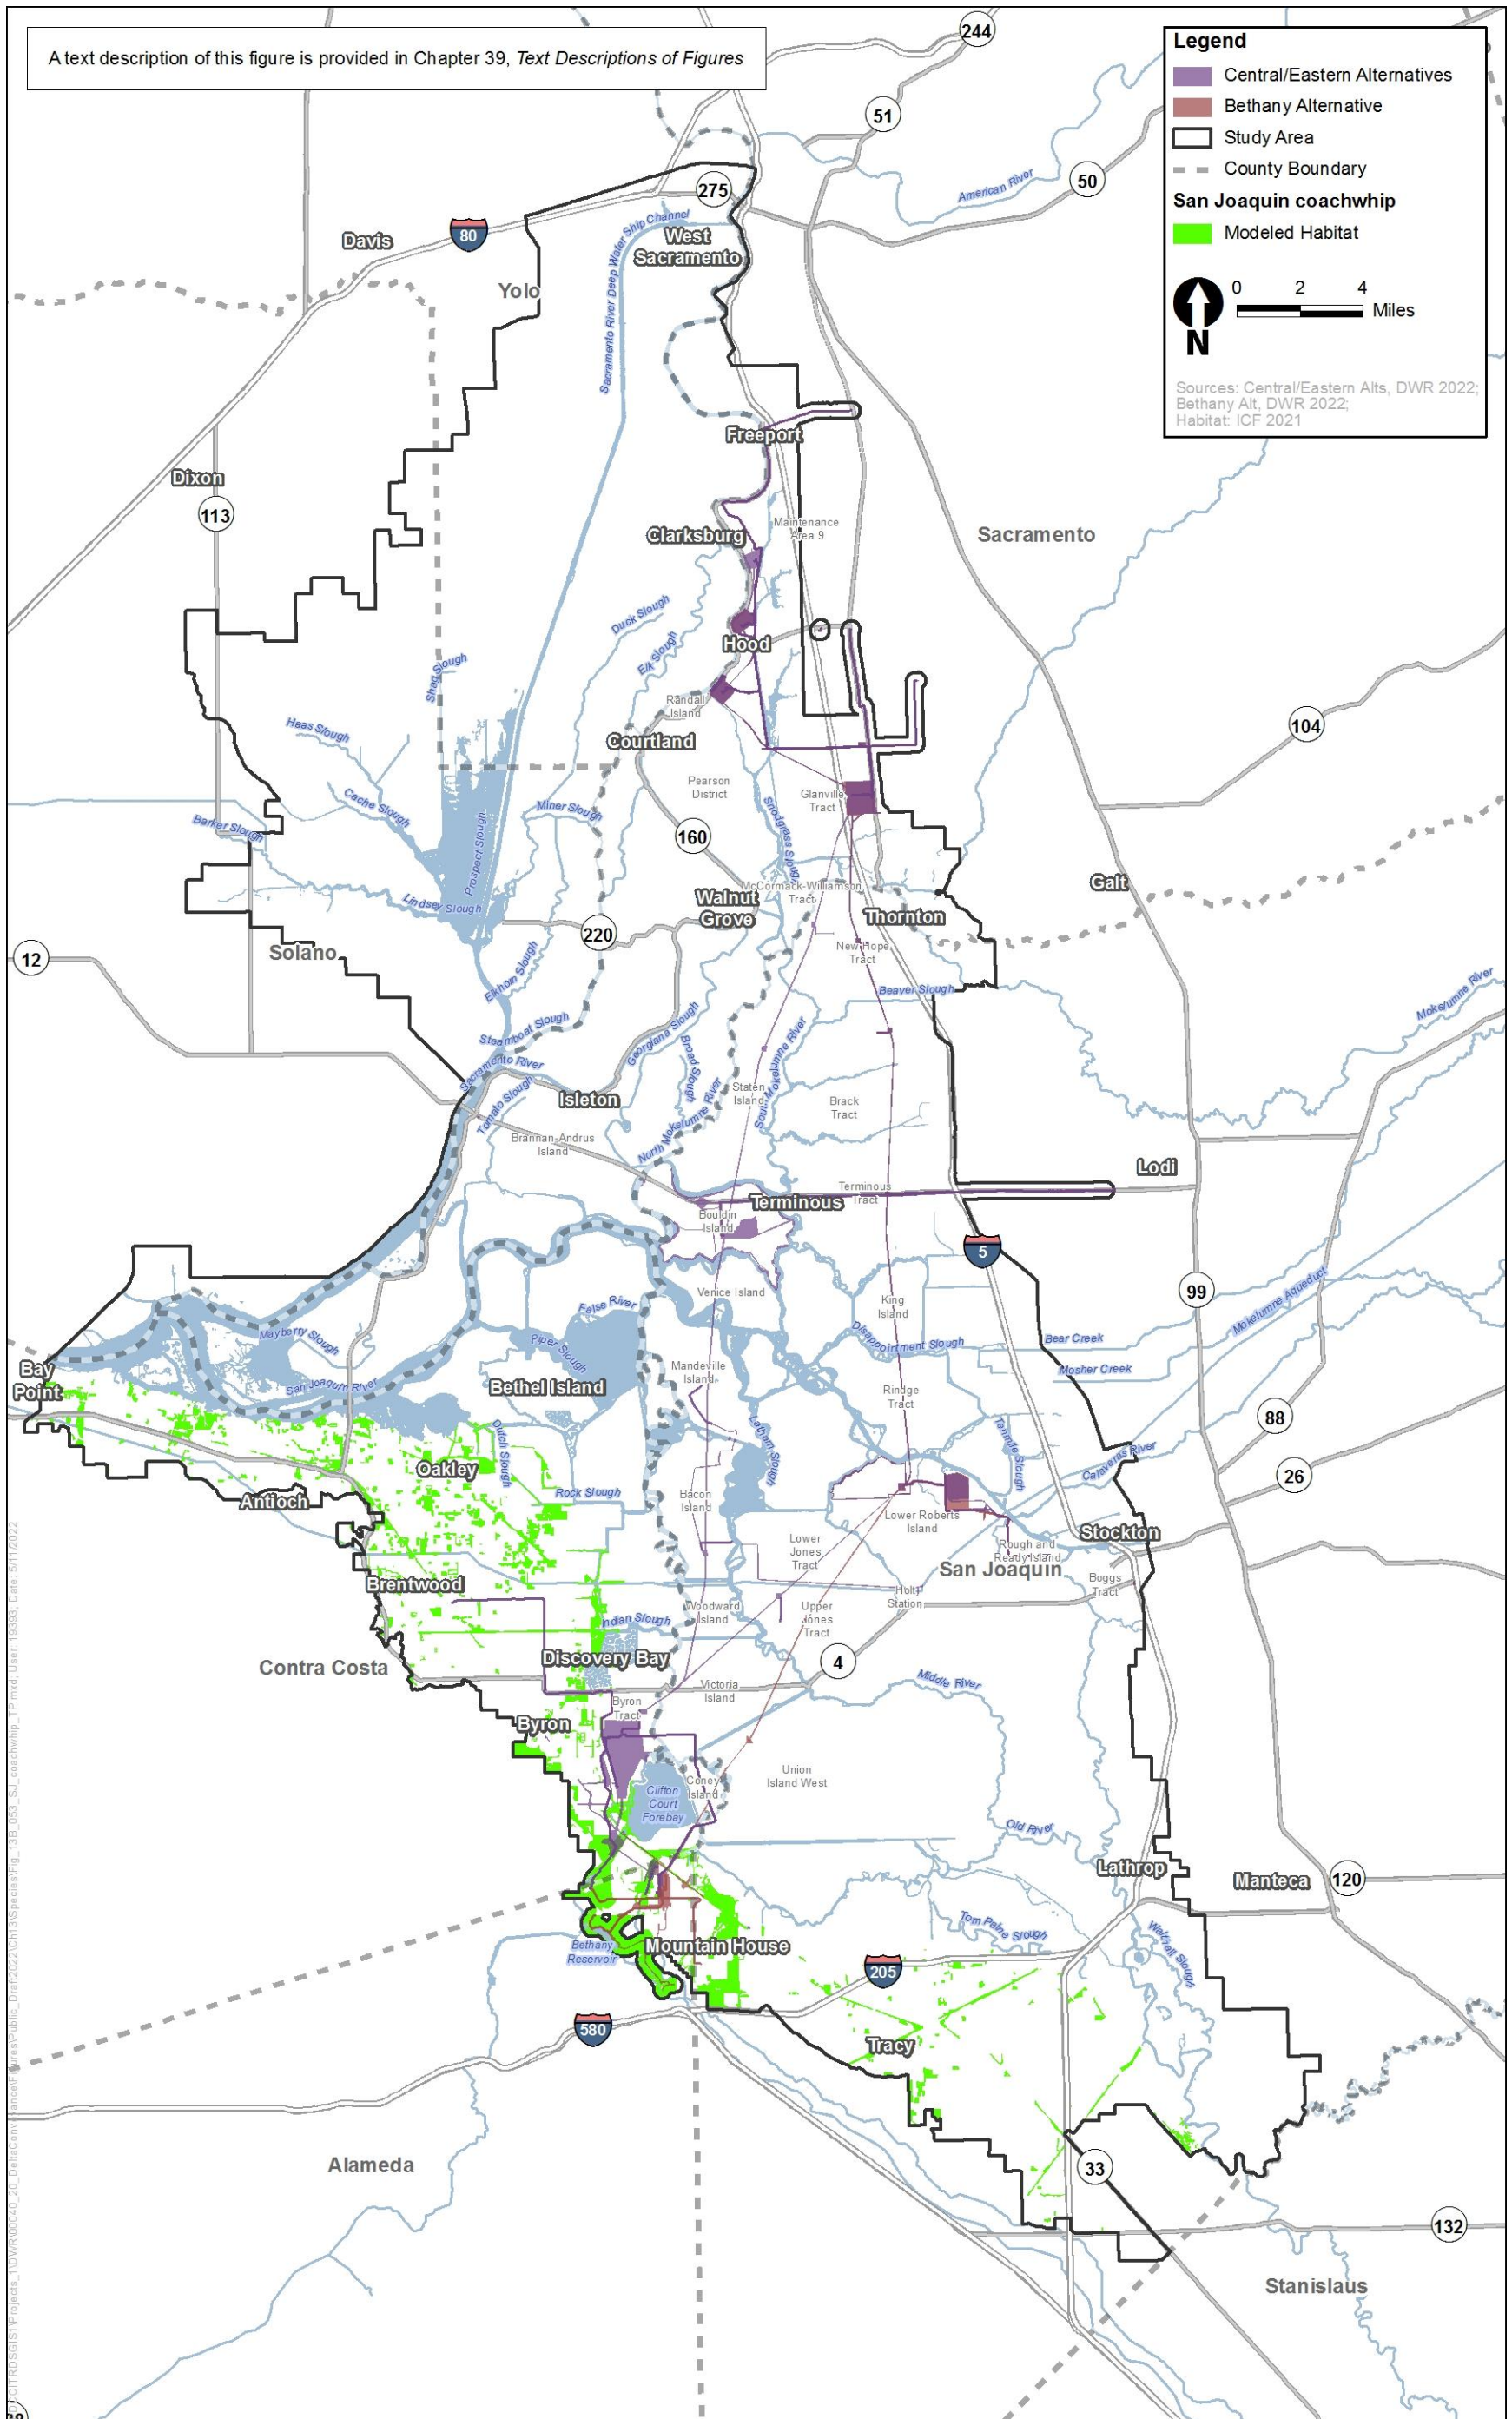 A text description of this figure is provided in Chapter 39, Text Descriptions of Figures
Legend
Central/Eastern Alternatives
Bethany Alternative
Study Area
County Boundary
San Joaquin coachwhip
Modeled Habitat
0 2 4
Miles
N
Sources: Central/Eastern Alts, DWR 2022;
Bethany Alt, DWR 2022;
Habitat: ICF 2021
244
51
50
American River
275
80
Davis
West
Sacramento
Sacramento River Deep Water Ship Channel
Yolo
Freeport
Dixon
113
Maintenance
Area 9
Clarksburg
Sacramento
Duck Slough
Elk Slough
Hood
Shag Slough
Randall
Island
Haas Slough
Courtland
104
Pearson
District
Glanville
Tract
Cache Slough
Miner Slough
Snodgrass Slough
Barker Slough
Prospect Slough
160
McCormack-Williamson
Tract
Galt
Walnut
Grove
Lindsey Slough
Thornton
220
New Hope
Tract
Solano
12
Elkhorn Slough
Beaver Slough
Mokelumne River
Steamboat Slough
Georgiana Slough
Sacramento River
Broad Slough
South Mokelumne River
Tomato Slough
Isleton
Staten
Island
Brack
Tract
North Mokelumne River
Brannan-Andrus
Island
Lodi
Terminous
Tract
Terminous
Bouldin
Island
5
99
Venice Island
Mokelumne Aqueduct
King
Island
False River
Mayberry Slough
Piper Slough
Disappointment Slough
Bear Creek
Mosher Creek
Bay
Point
Mandeville
Island
San Joaquin River
Bethel Island
Rindge
Tract
88
Dutch Slough
Latham Slough
Tenmile Slough
Calaveras River
Oakley
26
Rock Slough
Bacon
Island
Antioch
Lower Roberts
Island
Stockton
Lower
Jones
Tract
Rough and
Ready Island
San Joaquin
Brentwood
Holt
Station
Boggs
Tract
Woodward
Island
Upper
Jones
Tract
Indian Slough
Discovery Bay
Contra Costa
4
Victoria
Island
Middle River
Byron
Tract
Byron
Union
Island West
Coney
Island
Clifton
Court
Forebay
Old River
Lathrop
Manteca
120
Tom Paine Slough
Walthall Slough
Mountain House
Bethany
Reservoir
205
580
Tracy
Alameda
33
132
Stanislaus